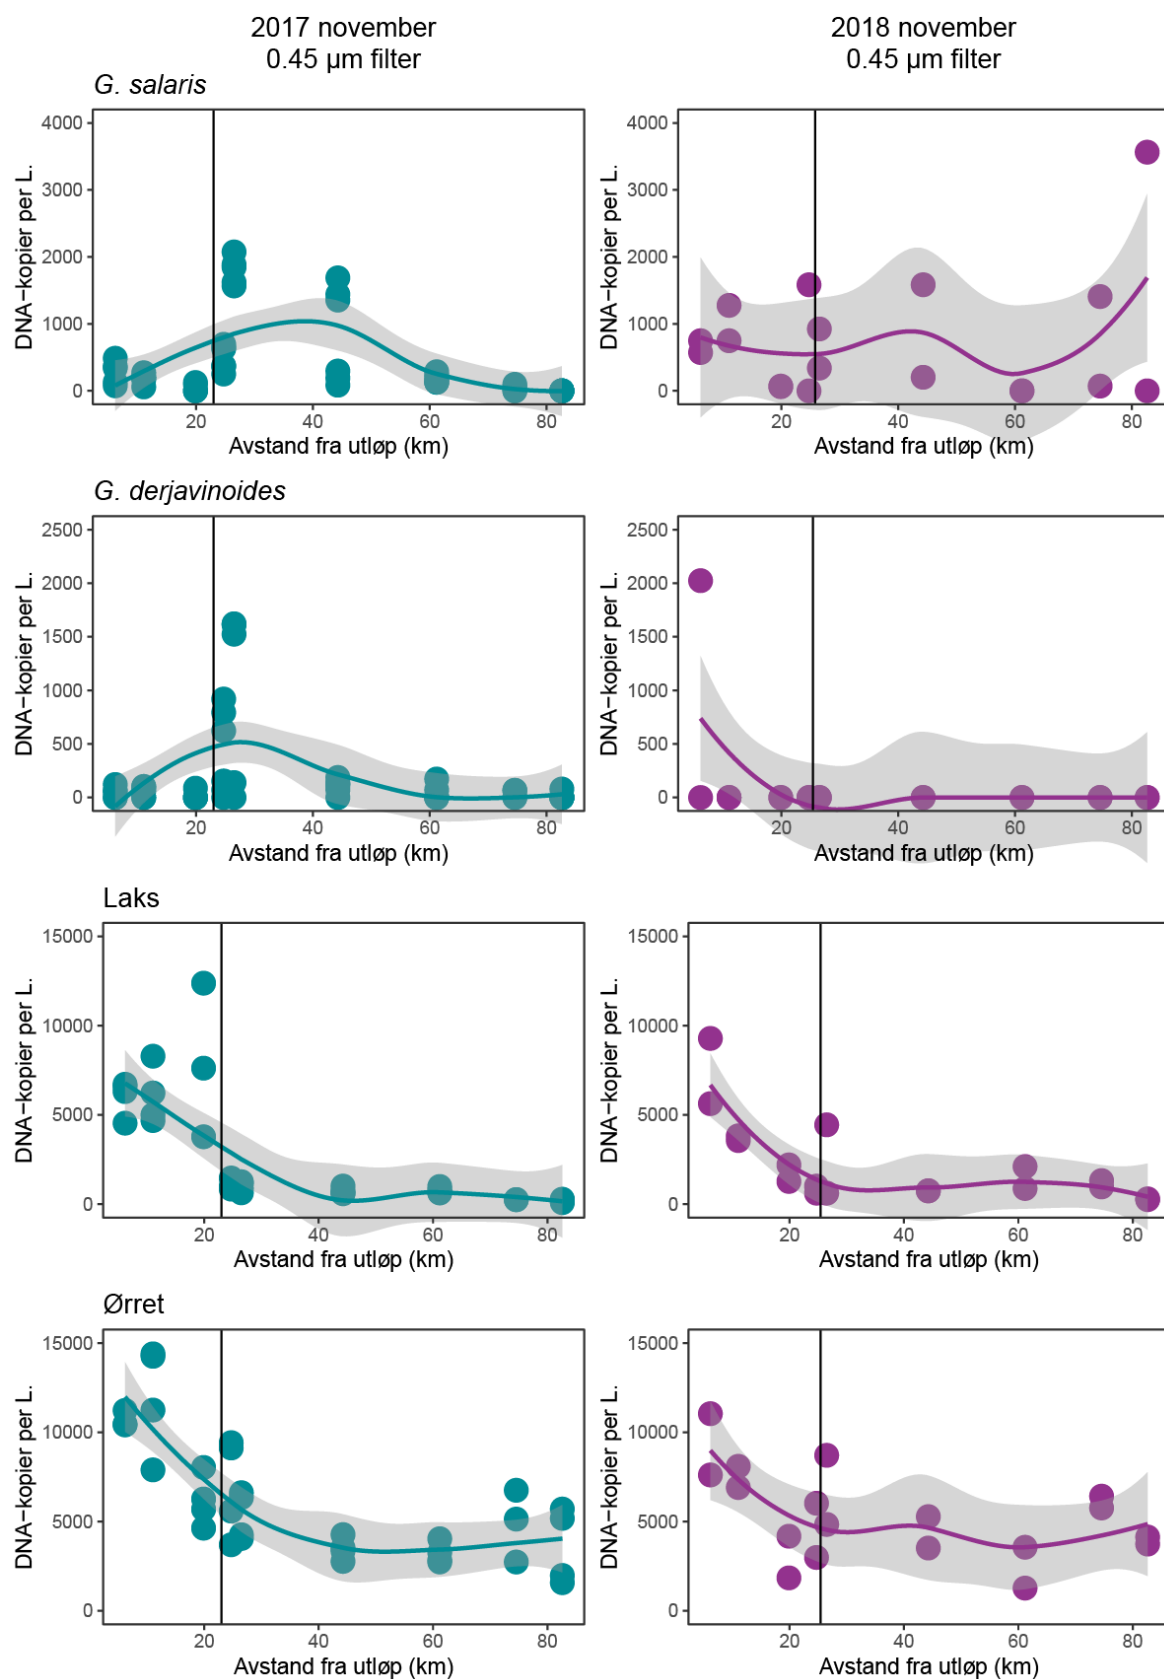 2017 november
0.45 µm filter
2018 november
0.45 µm filter
G. salaris
DNA−kopier per L.
4000
3000
2000
1000
0
20 40 60 80
Avstand fra utløp (km)
DNA−kopier per L.
4000
3000
2000
1000
0
20 40 60 80
Avstand fra utløp (km)
G. derjavinoides
DNA−kopier per L.
2500
2000
1500
1000
500
0
20 40 60 80
Avstand fra utløp (km)
DNA−kopier per L.
2500
2000
1500
1000
500
0
20 40 60 80
Avstand fra utløp (km)
Laks
DNA−kopier per L.
15000
10000
5000
0
20 40 60 80
Avstand fra utløp (km)
DNA−kopier per L.
15000
10000
5000
0
20 40 60 80
Avstand fra utløp (km)
Ørret
DNA−kopier per L.
15000
10000
5000
0
20 40 60 80
Avstand fra utløp (km)
DNA−kopier per L.
15000
10000
5000
0
20 40 60 80
Avstand fra utløp (km)